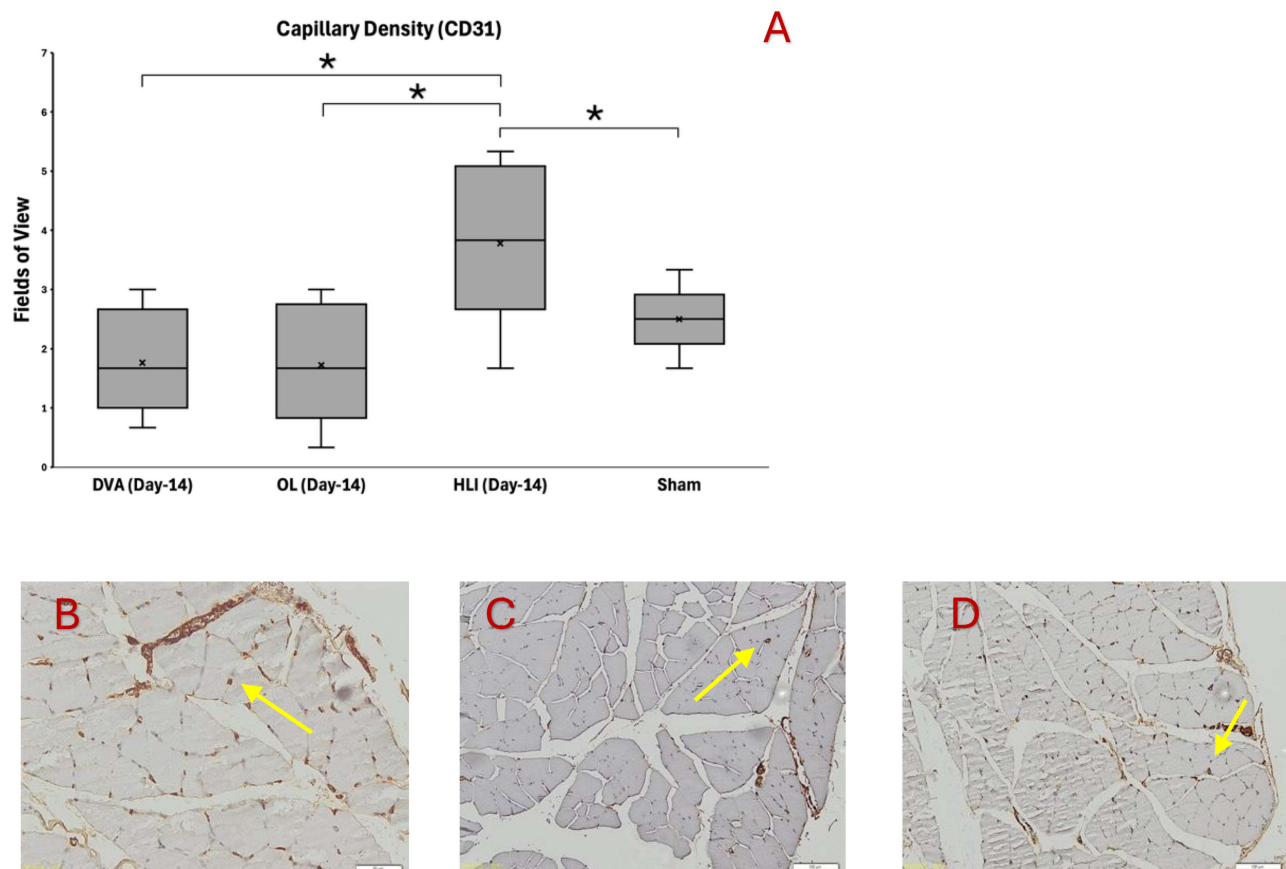 Capillary Density (CD31)
A
7
*
*
6
*
5
4
Fields of View
3
2
1
0
DVA (Day-14)
OL (Day-14)
HLI (Day-14)
Sham
B
C
D